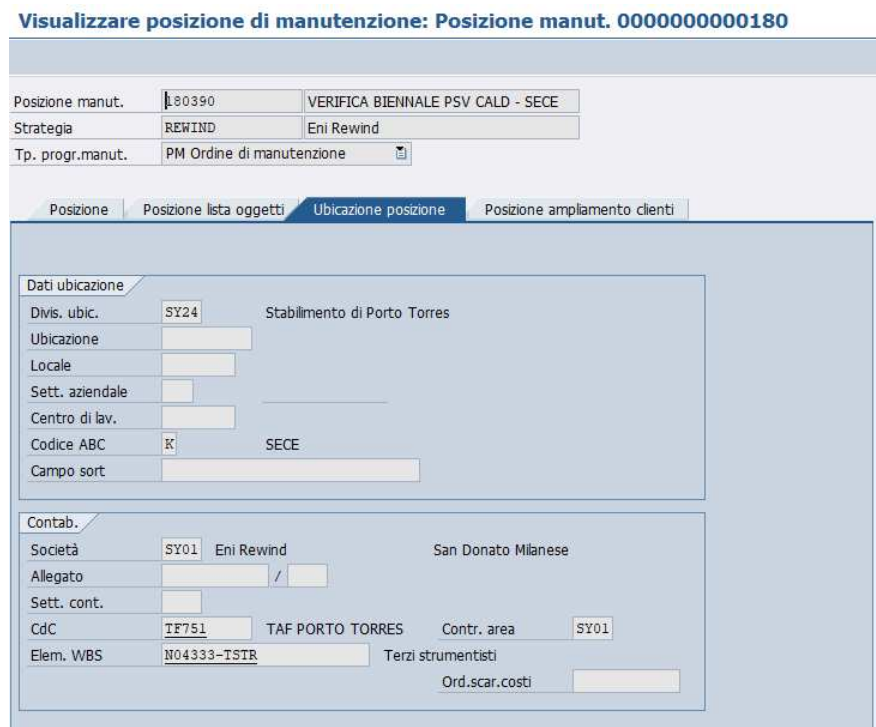 Visualizzare posizione di manutenzione: Posizione manut. 0000000000180
Posizione manut. 180390 VERIFICA BIENNALE PSV CALD - SECE
Strategia REWIND Eni Rewind
Tp. progr.manut. PM Ordine di manutenzione
Posizione Posizione lista oggetti Ubicazione posizione Posizione ampliamento clienti
Dati ubicazione
Divis. ubic. SY24 Stabilimento di Porto Torres
Ubicazione
Locale
Sett. aziendale
Centro di lav.
Codice ABC K SECE
Campo sort
Contab.
Società SY01 Eni Rewind San Donato Milanese
Allegato /
Sett. cont.
CdC TF751 TAF PORTO TORRES Contr. area SY01
Elem. WBS N04333-TSTR Terzi strumentisti
Ord.scar.costi